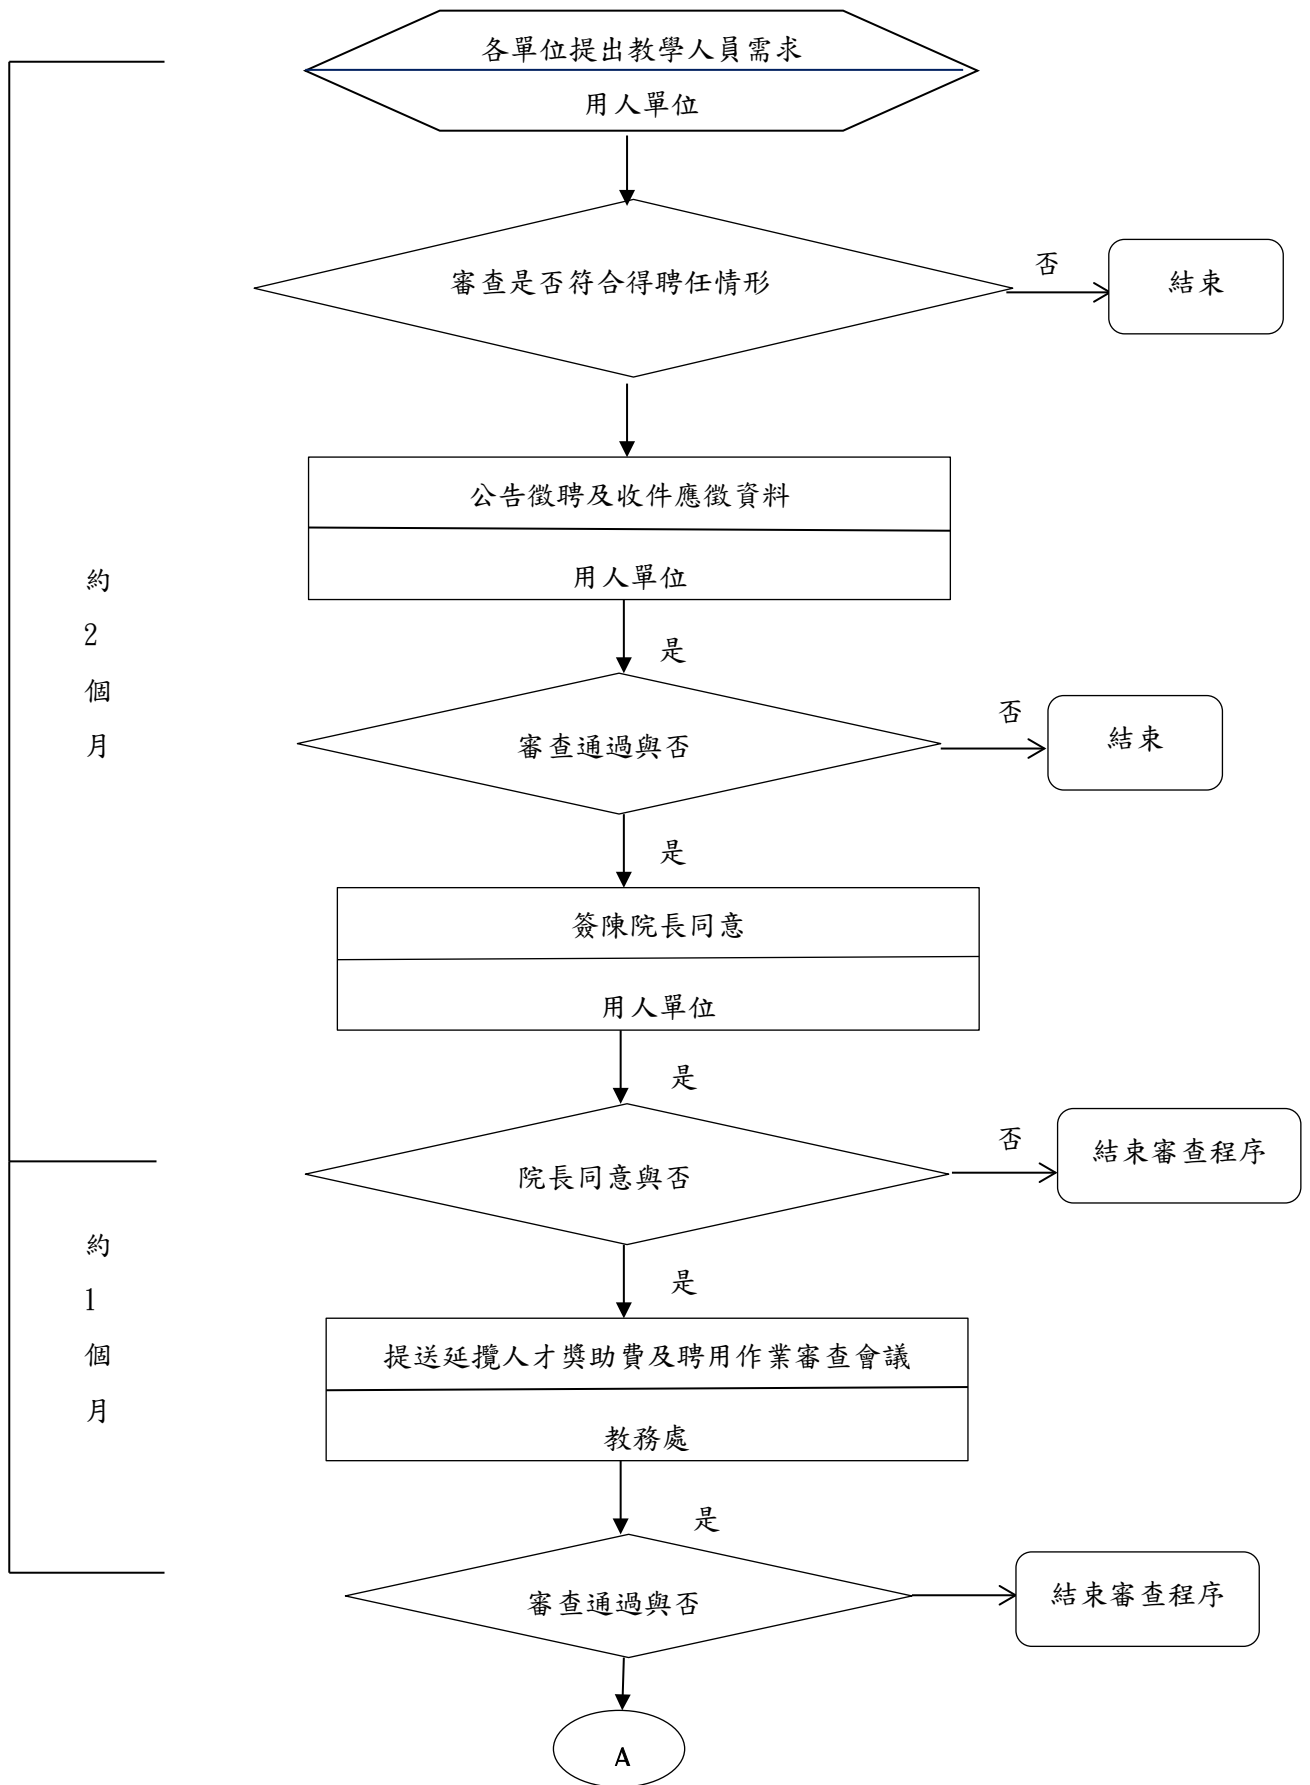 各單位提出教學人員需求
用人單位
審查是否符合得聘任情形
否
結束
公告徵聘及收件應徵資料
用人單位
是
約
2
個
月
審查通過與否
否
結束
是
簽陳院長同意
用人單位
是
院長同意與否
否
結束審查程序
約
1
個
月
是
提送延攬人才獎助費及聘用作業審查會議
教務處
是
審查通過與否
結束審查程序
A